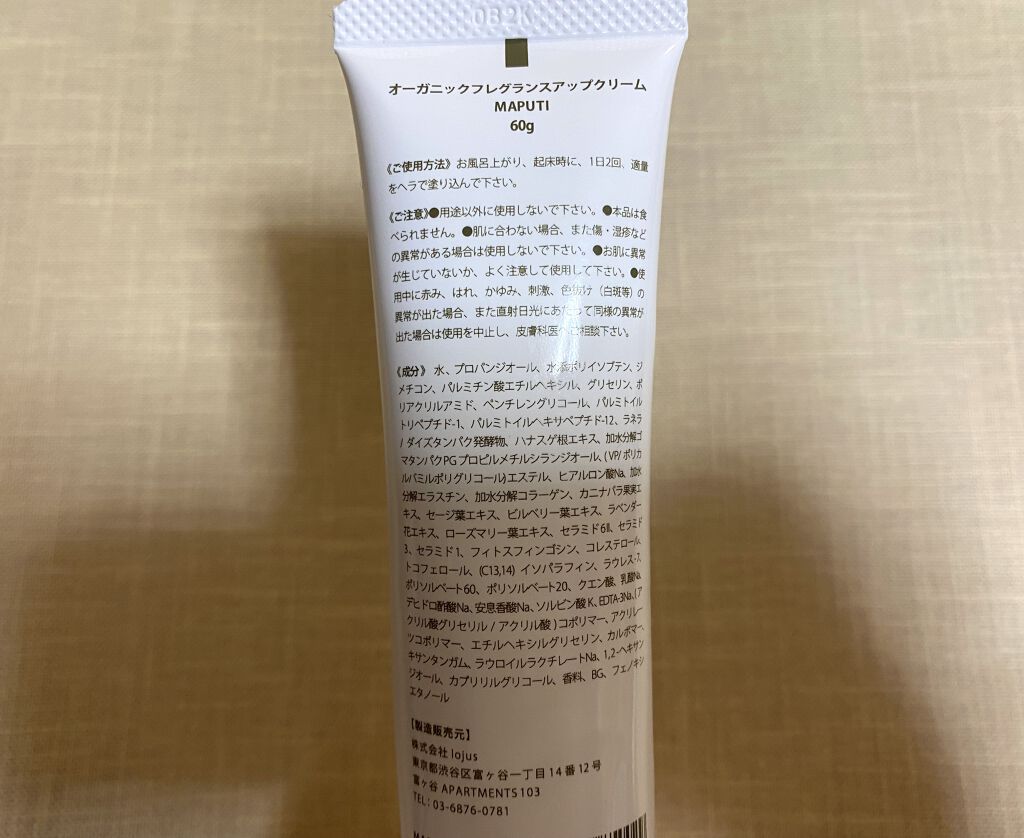 0B2K
オーガニックフレグランスアップクリーム
MAPUTI
60g
《ご使用方法》お風呂上がり、起床時に、1日2回、適量
をヘラで塗り込んで下さい。
《ご注意》●用途以外に使用しないで下さい。●本品は食
べられません。●肌に合わない場合、また傷・湿疹など
の異常がある場合は使用しないで下さい。●お肌に異常
が生じていないか、よく注意して使用して下さい。●使
用中に赤み、はれ、かゆみ、刺激、色抜け（白斑等）の
異常が出た場合、また直射日光にあたって同様の異常が
出た場合は使用を中止し、皮膚科医へご相談下さい。
《成分》 水、プロパンジオール、水添ポリイソブテン、ジ
メチコン、パルミチン酸エチルヘキシル、グリセリン、ポ
リアクリルアミド、ペンチレングリコール、パルミトイル
トリペプチド-1、パルミトイルヘキサペプチド-12、ラネラ
/ ダイズタンパク発酵物、ハナスゲ根エキス、加水分解ゴ
マタンパクPGプロピルメチルシランジオール、( VP/ ポリカ
ルバミルポリグリコール)エステル、ヒアルロン酸Na、加水
分解エラスチン、加水分解コラーゲン、カニナバラ果実エ
キス、セージ葉エキス、ビルベリー葉エキス、ラベンダー
花エキス、ローズマリー葉エキス、セラミド6II、セラミド
3、セラミド1、フィトスフィンゴシン、コレステロール、
トコフェロール、(C13,14) イソパラフィン、ラウレス-7、
ポリソルベート60、ポリソルベート20、クエン酸、乳酸Na、
デヒドロ酢酸Na、安息香酸Na、ソルビン酸K、EDTA-3Na、(ア
クリル酸グリセリル / アクリル酸 )コポリマー、アクリレー
ツコポリマー、エチルヘキシルグリセリン、カルボマー、
キサンタンガム、ラウロイルラクチレートNa、1,2-ヘキサン
ジオール、カプリリルグリコール、香料、BG、フェノキシ
エタノール
【製造販売元】
株式会社 lojus
東京都渋谷区富ヶ谷一丁目14番12号
富ヶ谷 APARTMENTS103
TEL : 03-6876-0781